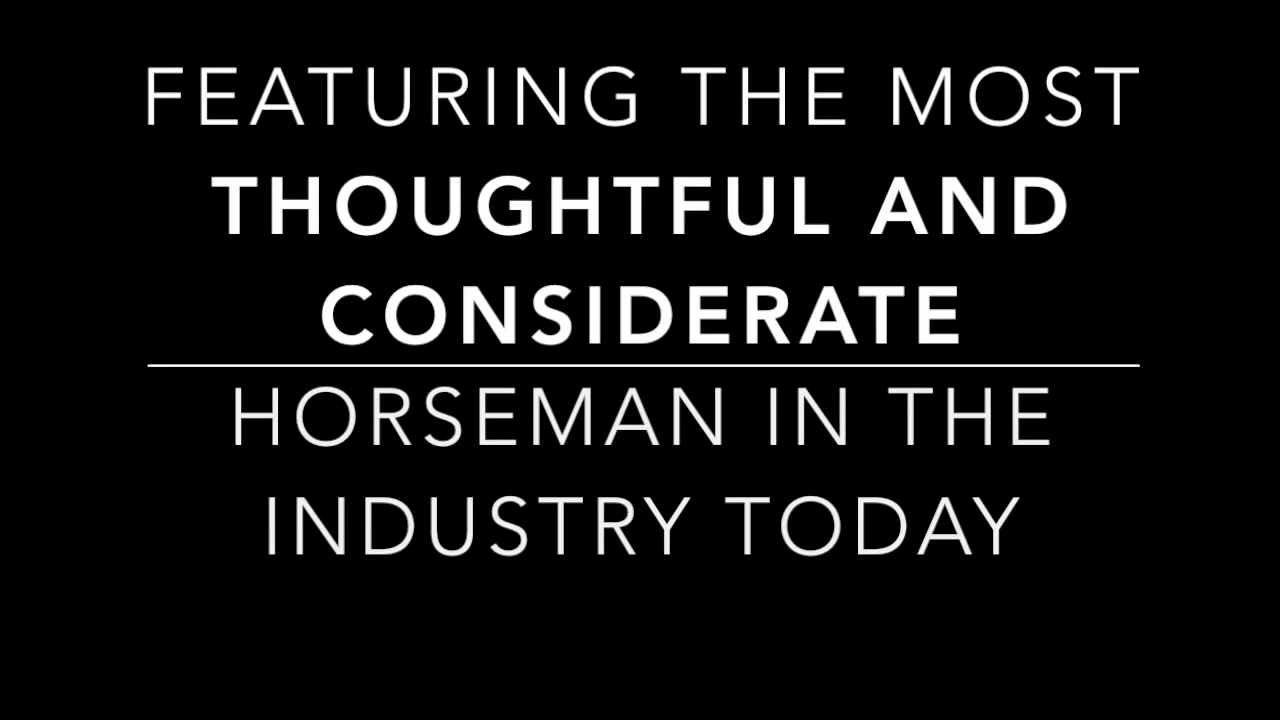 FEATURING THE MOST
THOUGHTFUL AND
CONSIDERATE
HORSEMAN IN THE
INDUSTRY TODAY